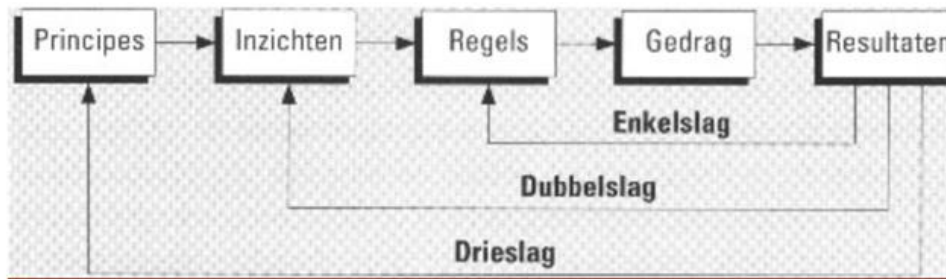 Principes Inzichten Regels Gedrag Resultaten
Enkelslag
Dubbelslag
Drieslag